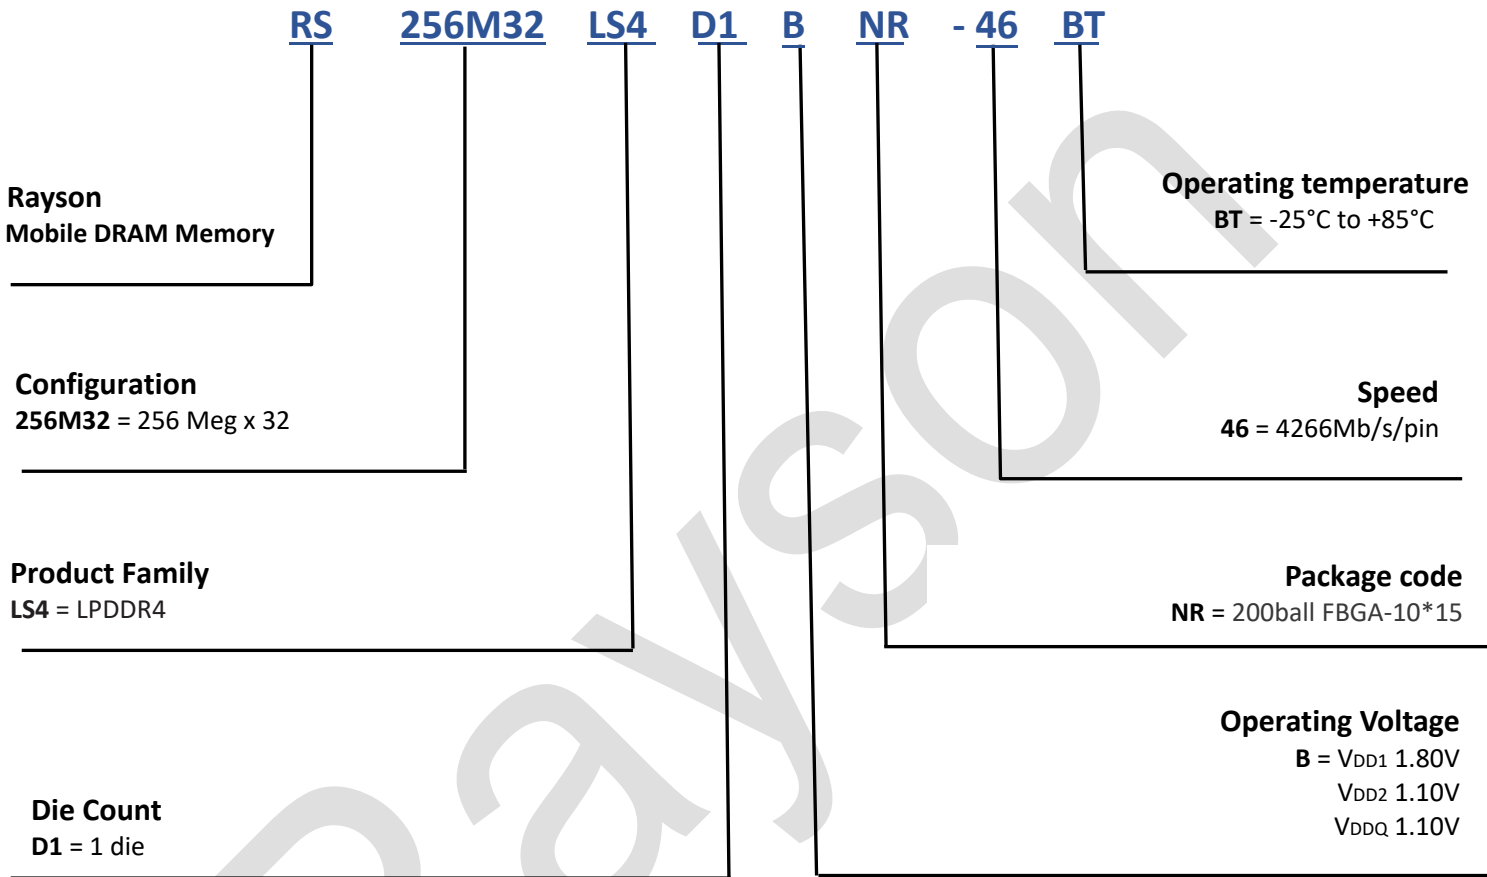 RS 256M32 LS4 D1 B NR - 46 BT
Rayson
Mobile DRAM Memory
Operating temperature
BT = -25°C to +85°C
Configuration
256M32 = 256 Meg x 32
Speed
46 = 4266Mb/s/pin
Product Family
LS4 = LPDDR4
Package code
NR = 200ball FBGA-10*15
Operating Voltage
B = VDD1 1.80V
VDD2 1.10V
VDDQ 1.10V
Die Count
D1 = 1 die
Rayson